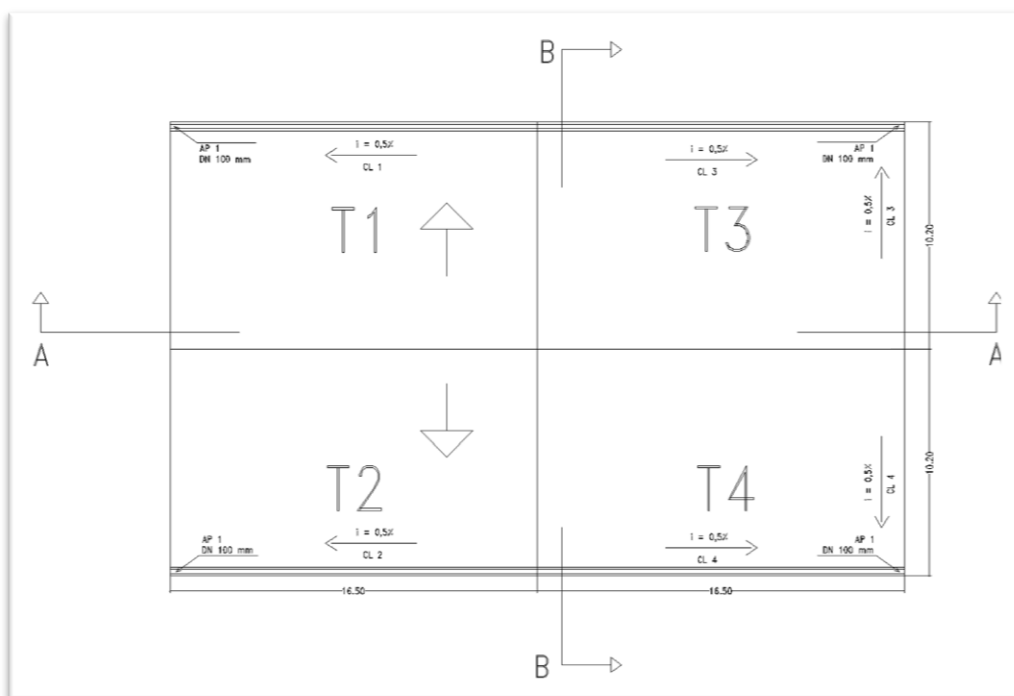 B
AP 1
DN 100 mm
i = 0,5%
CL 1
i = 0,5%
CL 3
AP 1
DN 100 mm
T1
T3
i = 0,5%
CL 3
10.20
A
A
T2
T4
i = 0,5%
CL 4
10.20
AP 1
DN 100 mm
i = 0,5%
CL 2
i = 0,5%
CL 4
AP 1
DN 100 mm
16.50
16.50
B